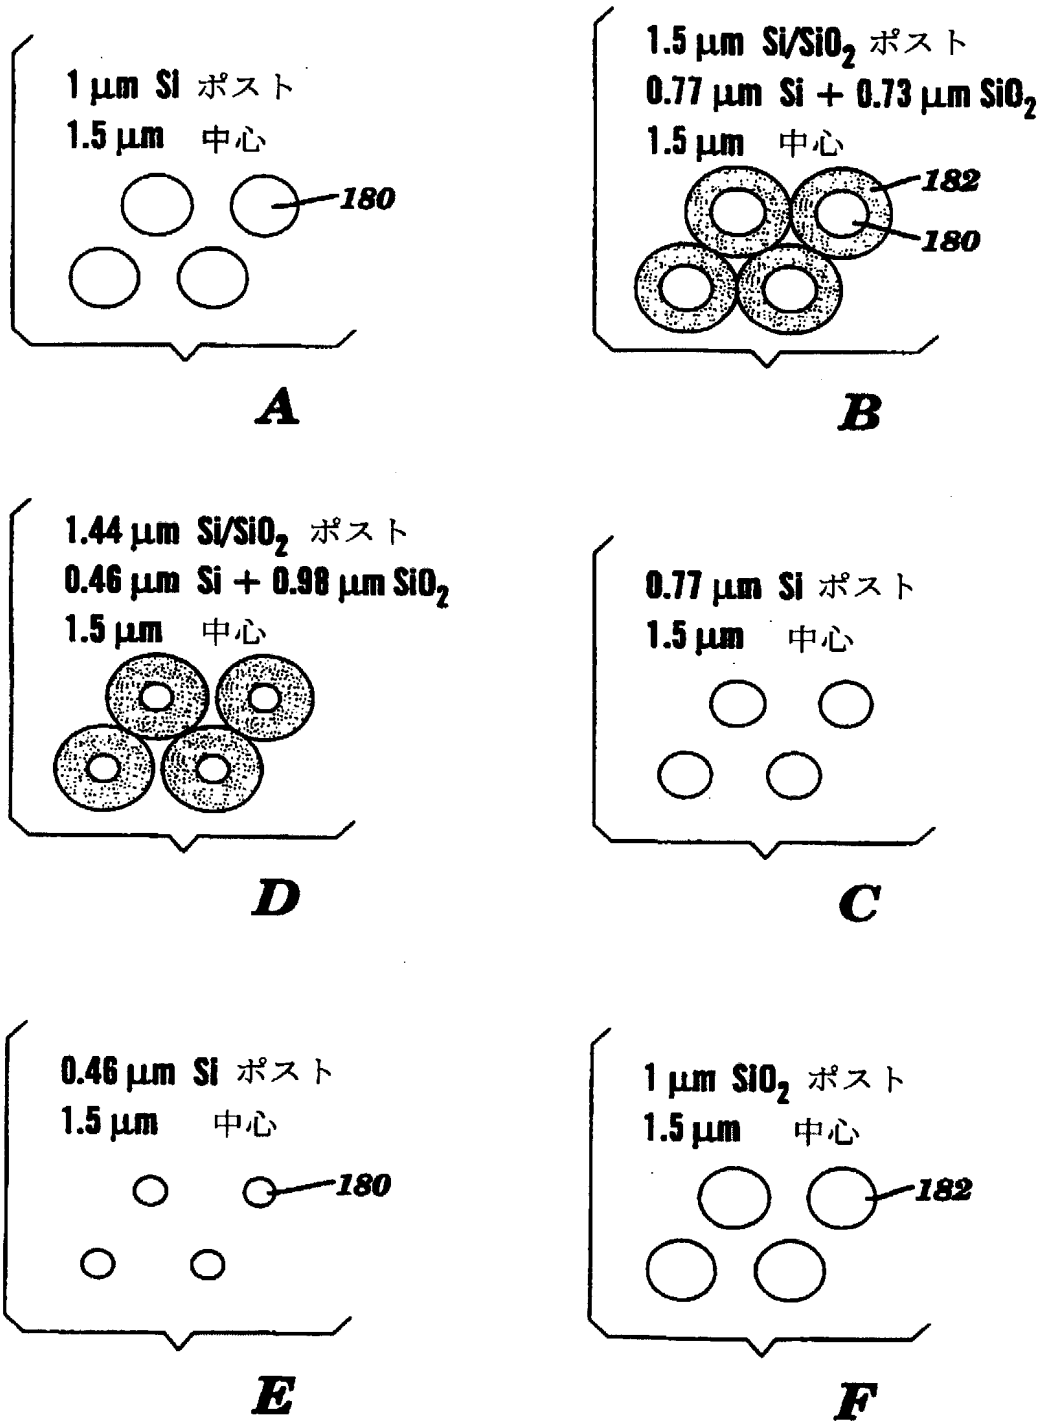 1 μm Si ポスト
1.5 μm 中心
180
A
1.5 μm Si/SiO₂ ポスト
0.77 μm Si + 0.73 μm SiO₂
1.5 μm 中心
182
180
B
1.44 μm Si/SiO₂ ポスト
0.46 μm Si + 0.98 μm SiO₂
1.5 μm 中心
D
0.77 μm Si ポスト
1.5 μm 中心
C
0.46 μm Si ポスト
1.5 μm 中心
180
E
1 μm SiO₂ ポスト
1.5 μm 中心
182
F